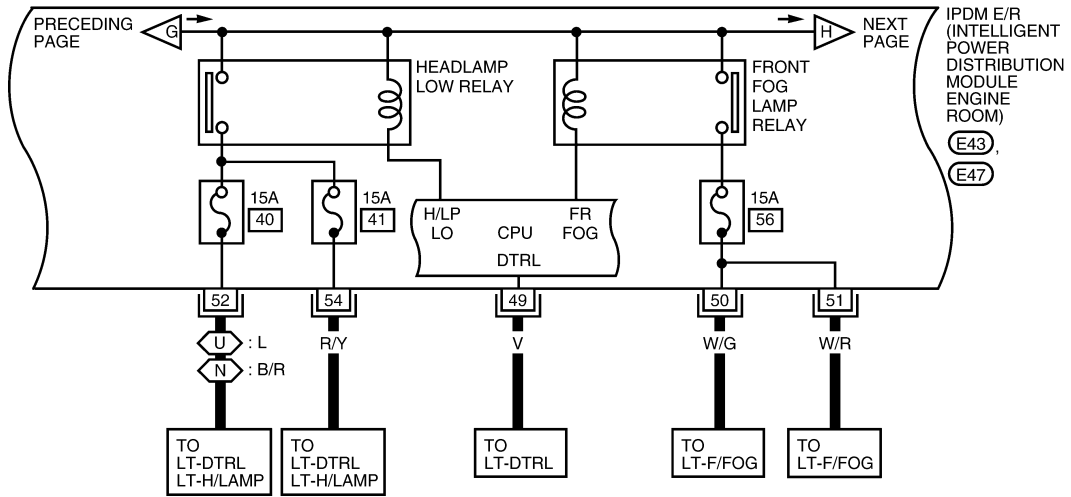 PRECEDING
PAGE
G
H
NEXT
PAGE
IPDM E/R
(INTELLIGENT
POWER
DISTRIBUTION
MODULE
ENGINE
ROOM)
E43,
E47
HEADLAMP
LOW RELAY
FRONT
FOG
LAMP
RELAY
15A
40
15A
41
H/LP
LO
CPU
FR
FOG
DTRL
15A
56
52
54
49
50
51
U : L
N : B/R
R/Y
V
W/G
W/R
TO
LT-DTRL
LT-H/LAMP
TO
LT-DTRL
LT-H/LAMP
TO
LT-DTRL
TO
LT-F/FOG
TO
LT-F/FOG